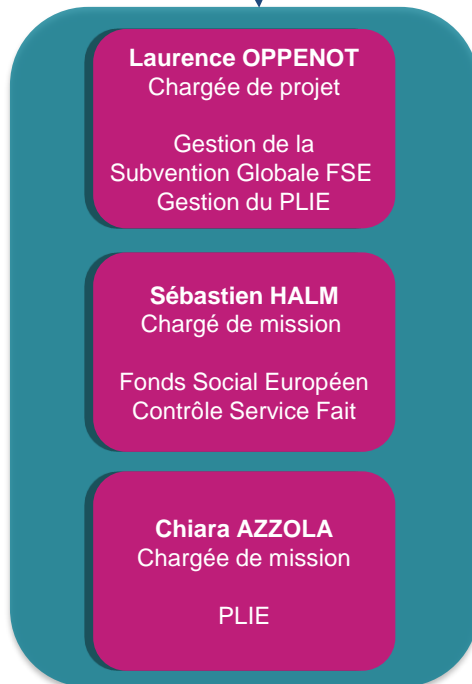 Laurence OPPENOT
Chargée de projet
Gestion de la
Subvention Globale FSE
Gestion du PLIE
Sébastien HALM
Chargé de mission
Fonds Social Européen
Contrôle Service Fait
Chiara AZZOLA
Chargée de mission
PLIE